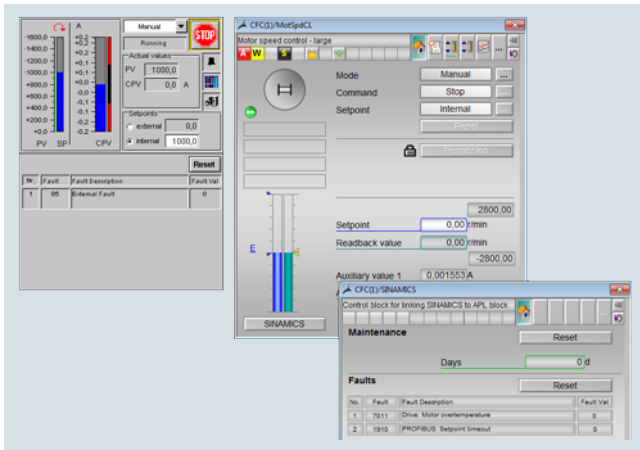 A
Manual
STOP
Running
1600,0
1400,0
1200,0
1000,0
+800,0
+600,0
+400,0
+200,0
+0,0
+0,2
+0,2
+0,1
+0,1
+0,0
-0,1
-0,1
-0,2
-0,2
PV SP
CPV
Actual values
PV 1000,0
CPV 0,0 A
Setpoints
external 0,0
internal 1000,0
Reset
Nr. Fault Fault Description Fault Val
1 85 External Fault 0
CFC(1)/MotSpdCL
Motor speed control - large
A W S
Mode Manual ...
Command Stop
Setpoint Internal
Reset
Permission
2800,00
Setpoint 0,00 r/min
Readback value 0,00 r/min
-2800,00
Auxiliary value 1 0,001553 A
E
SINAMICS
CFC(1)/SINAMICS
Control block for linking SINAMICS to APL block
Maintenance
Reset
Days 0 d
Faults
Reset
No. Fault Fault Description Fault Val
1 7011 Drive: Motor overtemperature 0
2 1910 PROFIBUS: Setpoint timeout 0